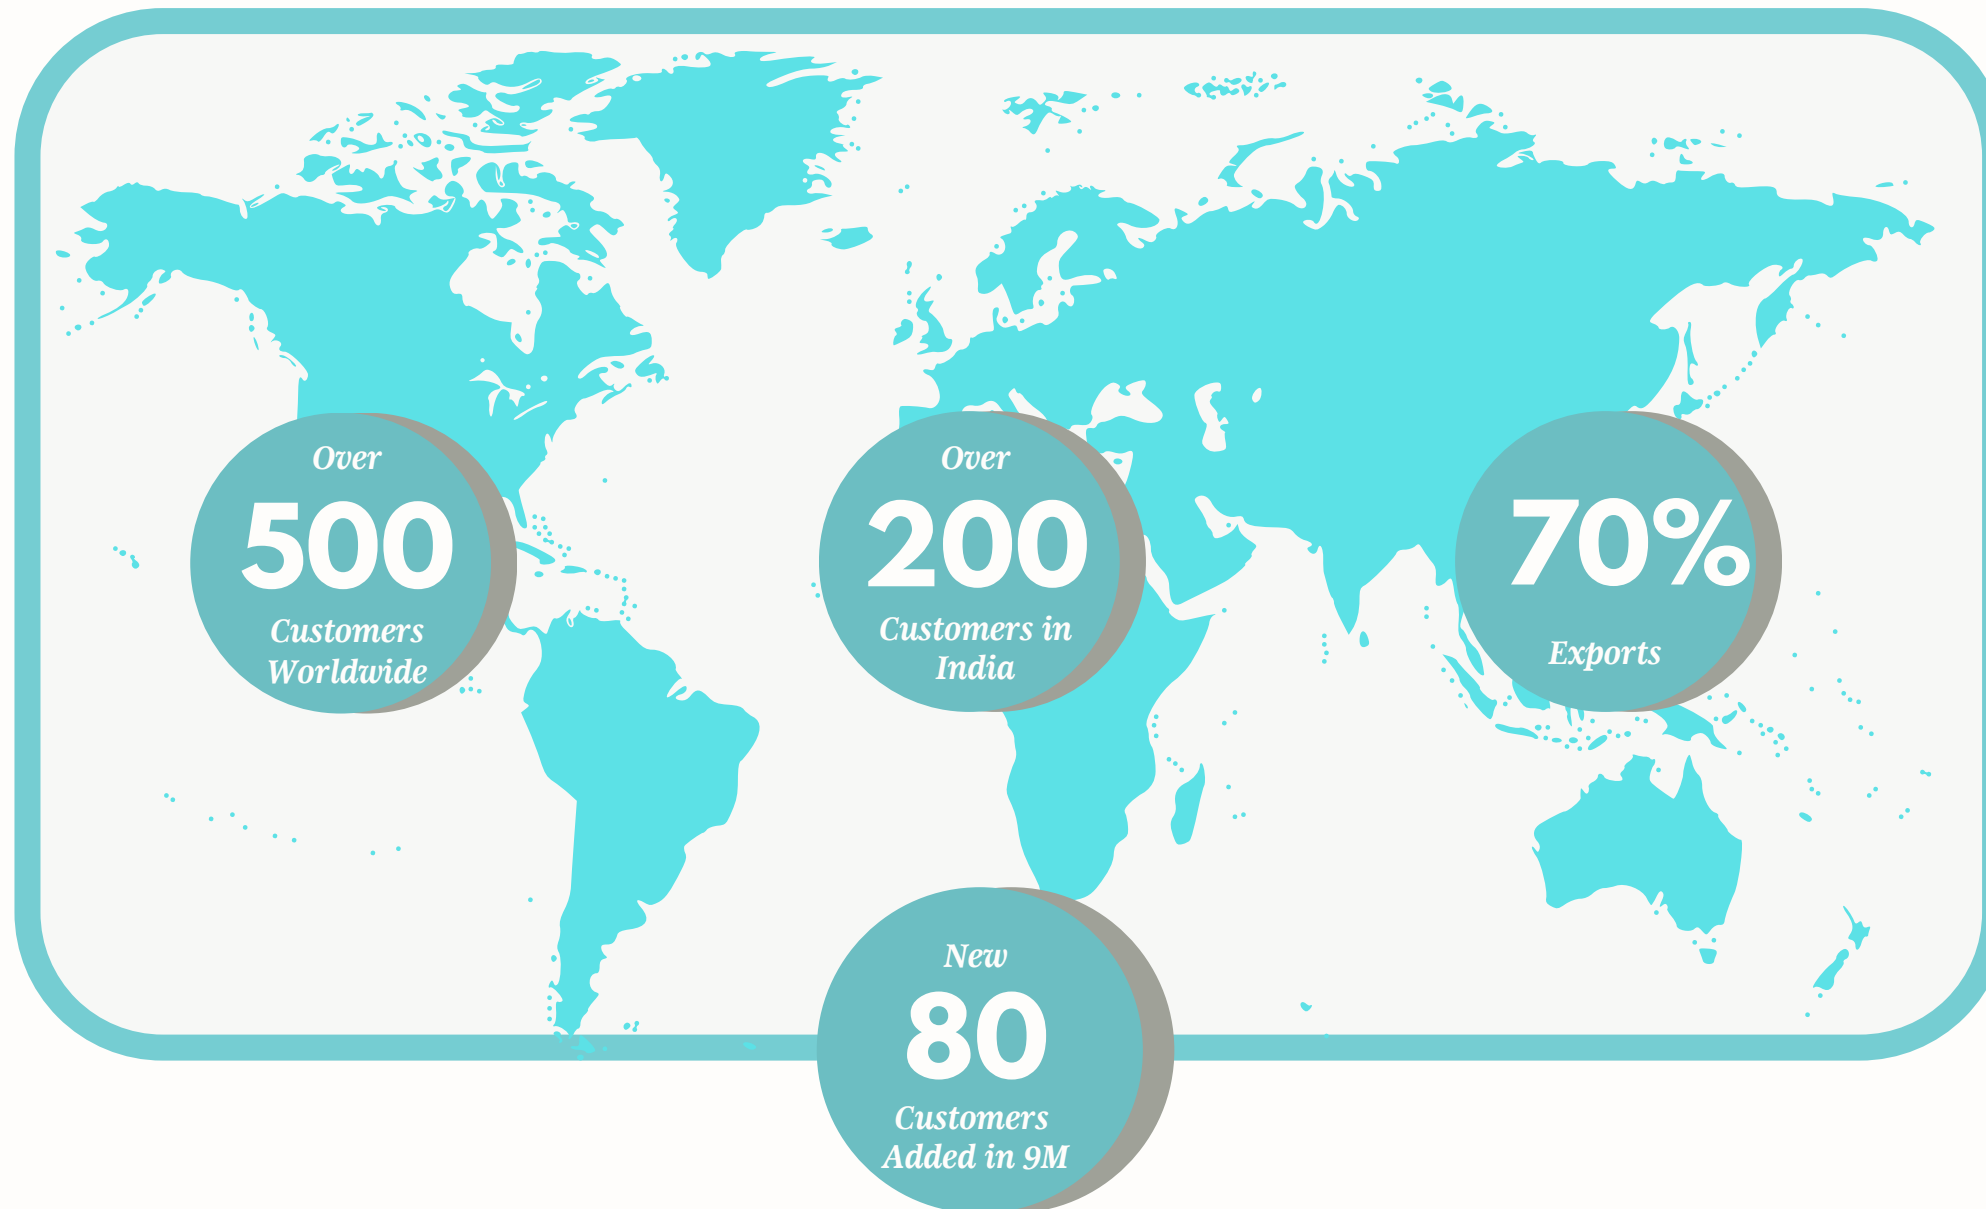 Over
500
Customers
Worldwide
Over
200
Customers in
India
70%
Exports
New
80
Customers
Added in 9M